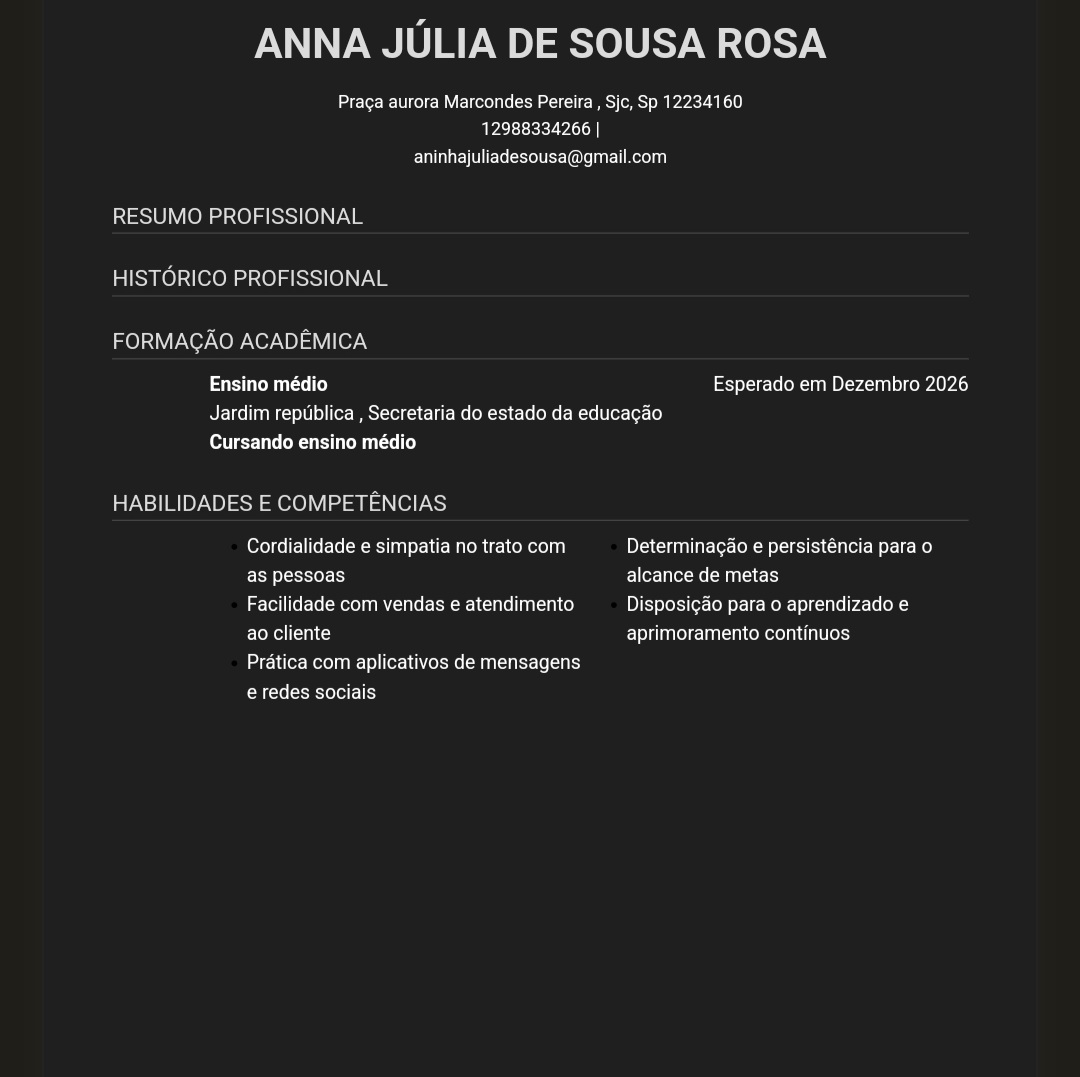 ANNA JÚLIA DE SOUSA ROSA
Praça aurora Marcondes Pereira , Sjc, Sp 12234160
12988334266 |
aninhajuliadesousa@gmail.com
RESUMO PROFISSIONAL
HISTÓRICO PROFISSIONAL
FORMAÇÃO ACADÊMICA
Ensino médio Esperado em Dezembro 2026
Jardim república , Secretaria do estado da educação
Cursando ensino médio
HABILIDADES E COMPETÊNCIAS
• Cordialidade e simpatia no trato com
as pessoas
• Facilidade com vendas e atendimento
ao cliente
• Prática com aplicativos de mensagens
e redes sociais
• Determinação e persistência para o
alcance de metas
• Disposição para o aprendizado e
aprimoramento contínuos